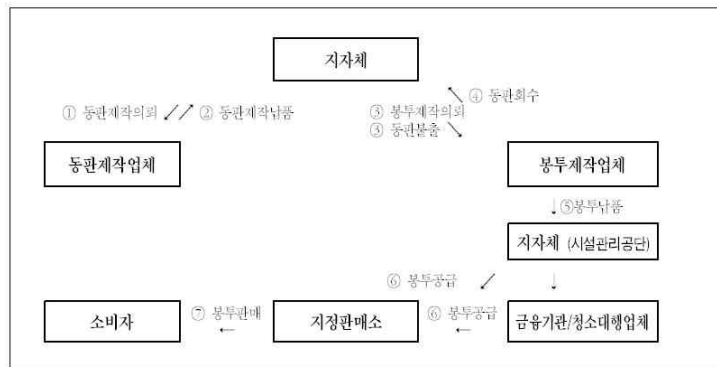 지자체
④ 동판회수
① 동판제작의뢰 ② 동판제작납품 ③ 봉투제작의뢰
③ 동판불출
동판제작업체 봉투제작업체
⑤봉투납품
지자체 (시설관리공단)
⑥ 봉투공급
⑦ 봉투판매 ⑥ 봉투공급
소비자 지정판매소 금융기관/청소대행업체